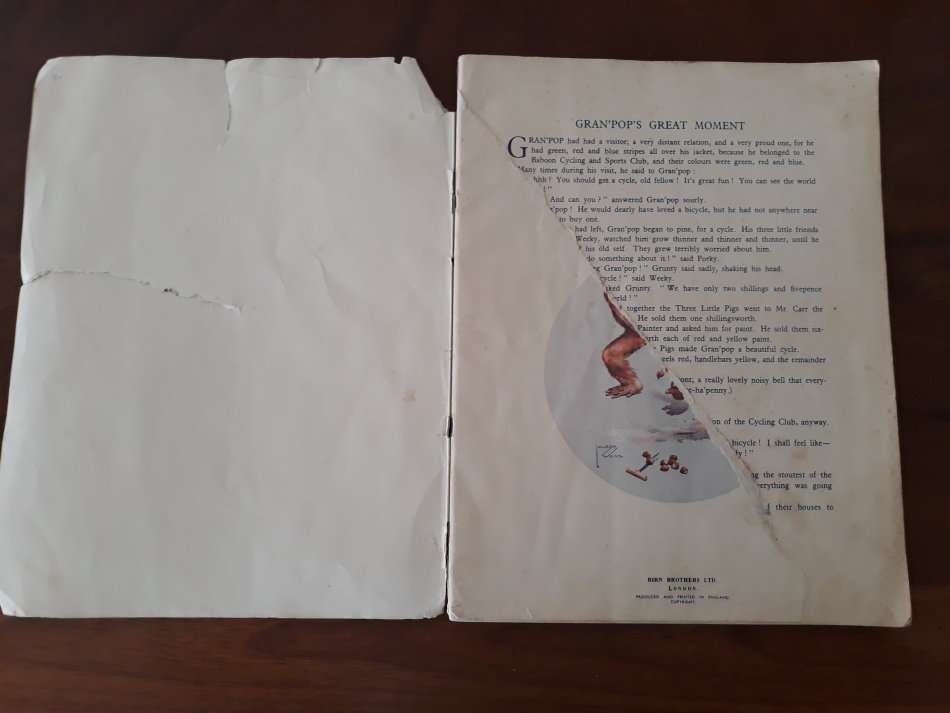 GRAN'POP'S GREAT MOMENT
GRAN'POP had had a visitor, a very distant relation, and a very proud one, for he
had green, red and blue stripes all over his jacket, because he belonged to the
Baboon Cycling and Sports Club, and their colours were green, red and blue.
Many times during his visit, he said to Gran'pop :
hhh ! You should get a cycle, old fellow ! It's great fun ! You can see the world
! "
And can you ? " answered Gran'pop sourly.
'pop ! He would dearly have loved a bicycle, but he had not anywhere near
to buy one.
had left, Gran'pop began to pine, for a cycle. His three little friends
Weeky, watched him grow thinner and thinner and thinner, until he
his old self. They grew terribly worried about him.
do something about it ! " said Porky.
ng Gran'pop ! " Grunty said sadly, shaking his head.
cycle ! " said Weeky.
ked Grunty. " We have only two shillings and fivepence
orld ! "
together the Three Little Pigs went to Mr. Carr the
He sold them one shillingsworth.
Painter and asked him for paint. He sold them six-
orth each of red and yellow paint.
Pigs made Gran'pop a beautiful cycle.
eels red, handlebars yellow, and the remainder
ont, a really lovely noisy bell that every-
e-ha'penny.)
on of the Cycling Club, anyway.
bicycle ! I shall feel like—
ly ! "
ng the stoutest of the
erything was going
their houses to
BIRN BROTHERS LTD.
LONDON.
PRODUCED AND PRINTED IN ENGLAND.
COPYRIGHT.